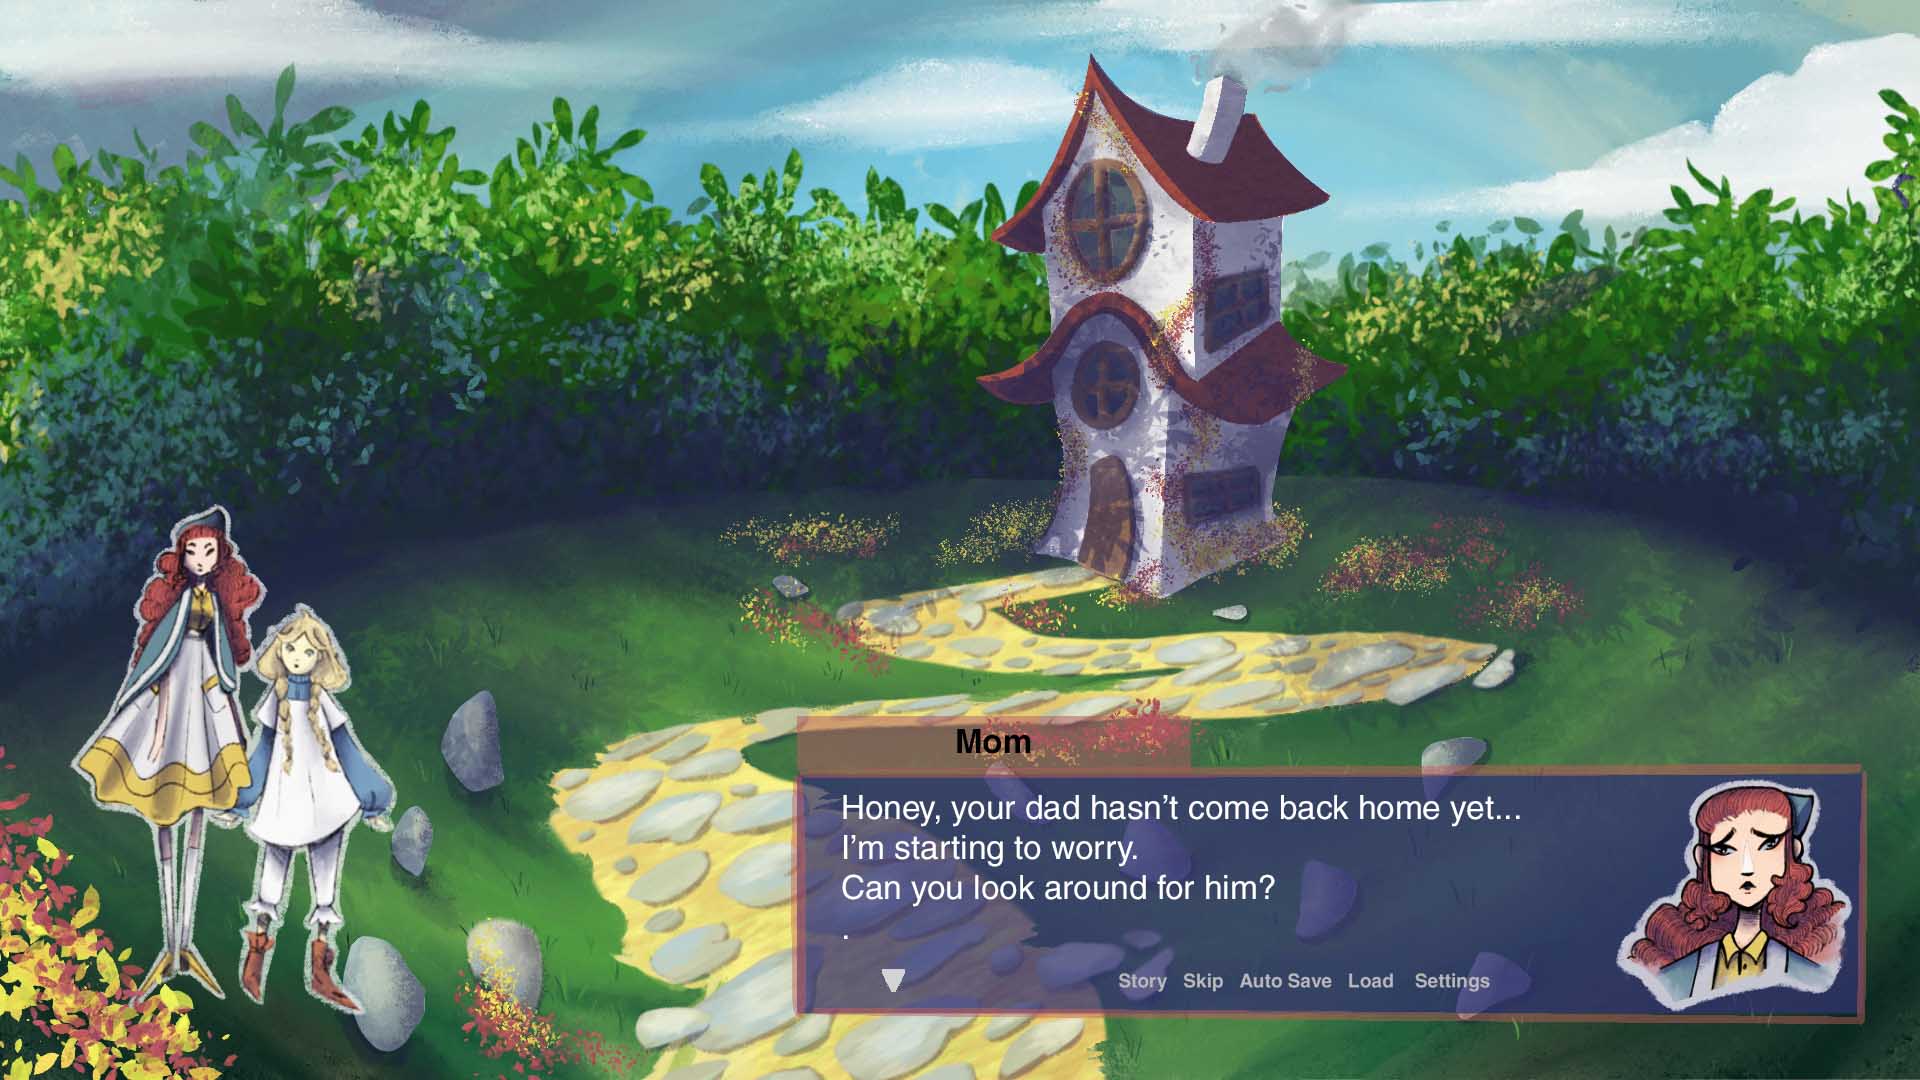 Mom
Honey, your dad hasn’t come back home yet...
I’m starting to worry.
Can you look around for him?
.
Story Skip Auto Save Load Settings